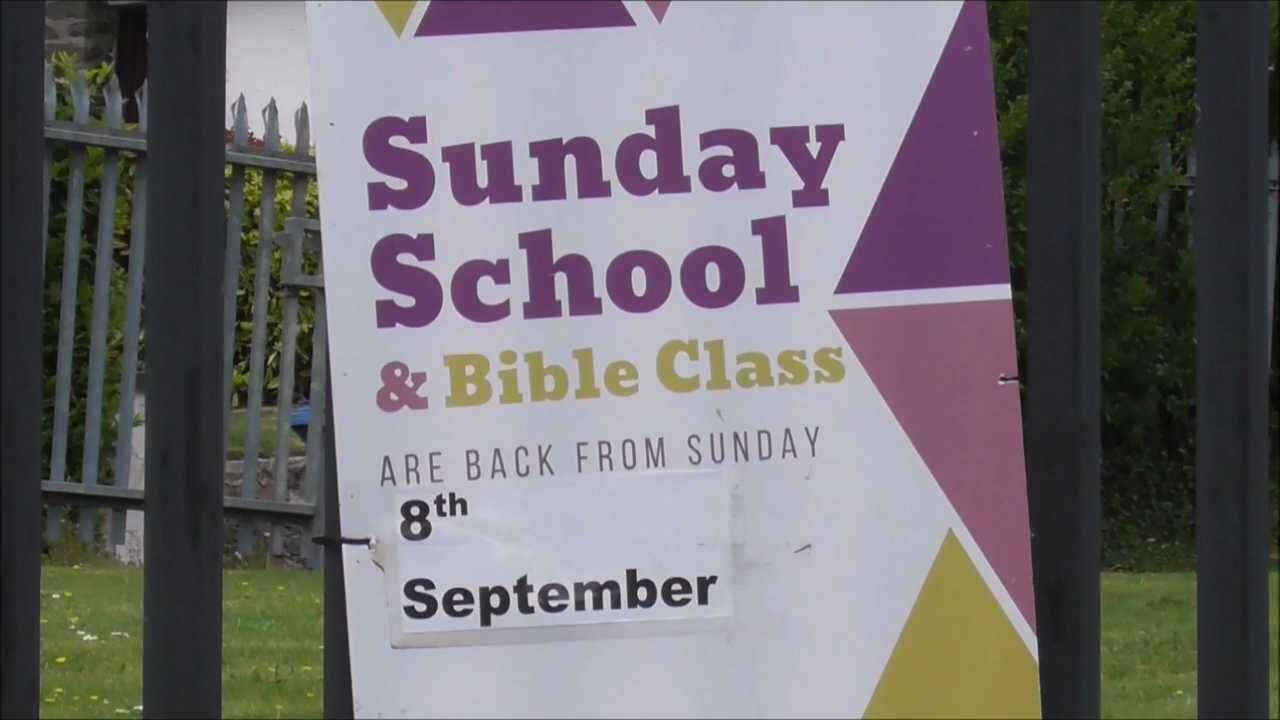 Sunday
School
& Bible Class
ARE BACK FROM SUNDAY
8th
September